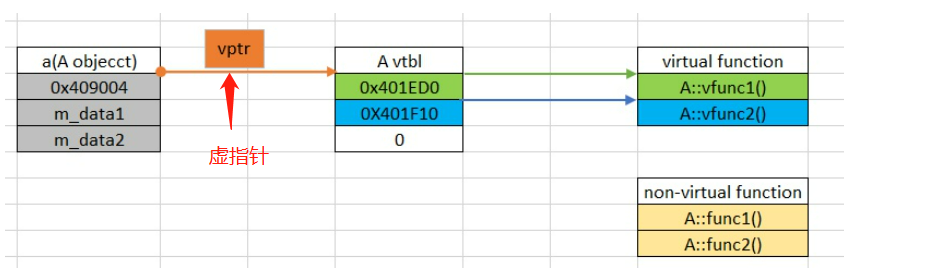 vptr
a(A objecct) A vtbl virtual function
0x409004 0x401ED0 A::vfunc1()
m_data1 0X401F10 A::vfunc2()
m_data2 0
虚指针
non-virtual function
A::func1()
A::func2()